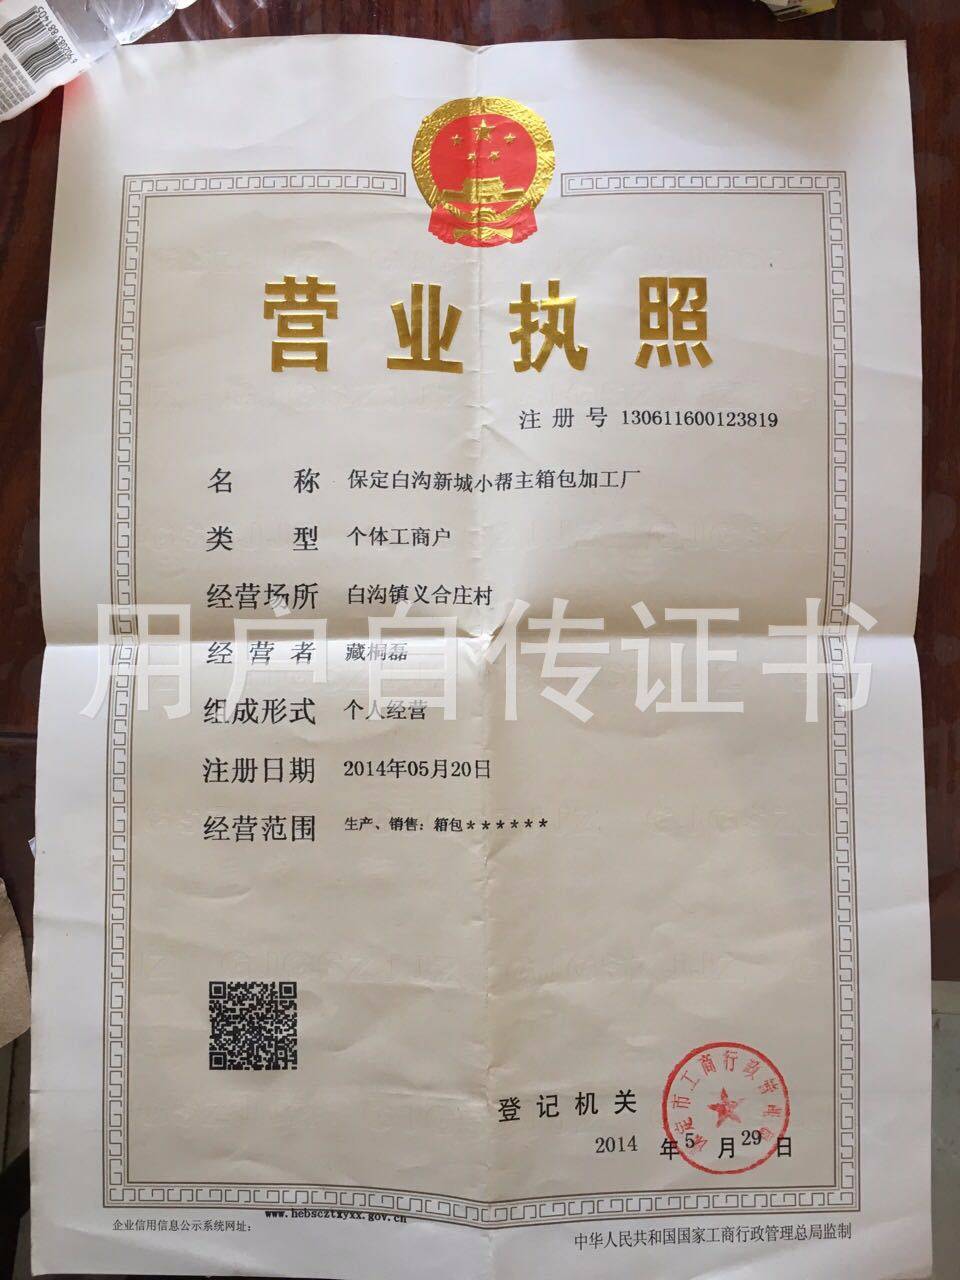 营业执照
注册号 130611600123819
名称 保定白沟新城小帮主箱包加工厂
类型 个体工商户
经营场所 白沟镇义合庄村
用户自传证书
经营者 藏桐磊
组成形式 个人经营
注册日期 2014年05月20日
经营范围 生产、销售：箱包******
登记机关
2014 年 5 月 29 日
www.hebscztxyxx.gov.cn
企业信用信息公示系统网址：
中华人民共和国国家工商行政管理总局监制